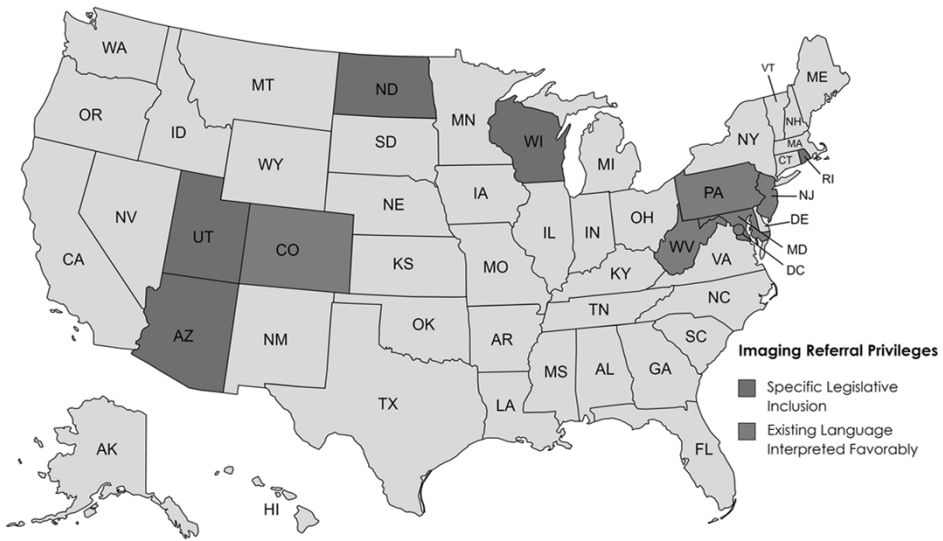 WA
MT
ND
MN
ME
VT
NH
OR
ID
SD
WI
NY
MA
CT
RI
WY
MI
IA
PA
NJ
NE
OH
DE
NV
UT
CO
IL
IN
WV
MD
VA
DC
CA
KS
MO
KY
NC
TN
AZ
NM
OK
AR
SC
MS
AL
GA
TX
LA
FL
AK
HI
Imaging Referral Privileges
Specific Legislative
Inclusion
Existing Language
Interpreted Favorably